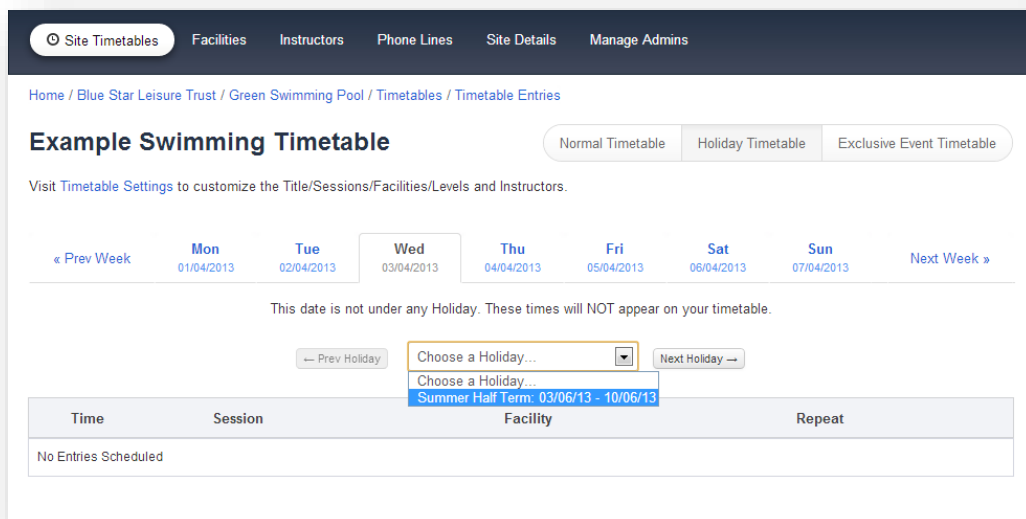 Site Timetables Facilities Instructors Phone Lines Site Details Manage Admins
Home / Blue Star Leisure Trust / Green Swimming Pool / Timetables / Timetable Entries
Example Swimming Timetable Normal Timetable Holiday Timetable Exclusive Event Timetable
Visit Timetable Settings to customize the Title/Sessions/Facilities/Levels and Instructors.
« Prev Week Mon Tue Wed Thu Fri Sat Sun Next Week »
01/04/2013 02/04/2013 03/04/2013 04/04/2013 05/04/2013 06/04/2013 07/04/2013
This date is not under any Holiday. These times will NOT appear on your timetable.
← Prev Holiday Choose a Holiday... Next Holiday →
Choose a Holiday...
Summer Half Term: 03/06/13 - 10/06/13
Time Session Facility Repeat
No Entries Scheduled